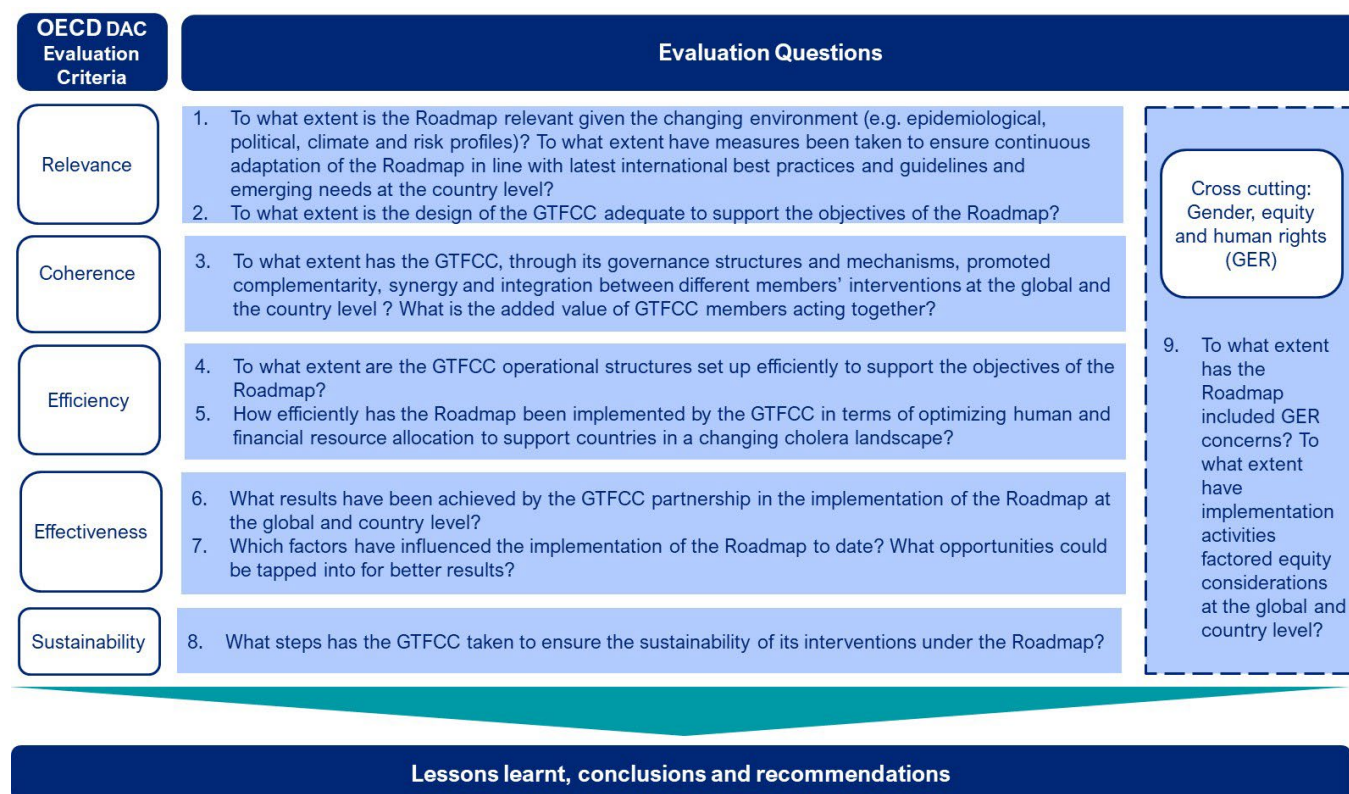 OECD DAC
Evaluation
Criteria
Evaluation Questions
Relevance
1. To what extent is the Roadmap relevant given the changing environment (e.g. epidemiological,
political, climate and risk profiles)? To what extent have measures been taken to ensure continuous
adaptation of the Roadmap in line with latest international best practices and guidelines and
emerging needs at the country level?
2. To what extent is the design of the GTFCC adequate to support the objectives of the Roadmap?
Coherence
3. To what extent has the GTFCC, through its governance structures and mechanisms, promoted
complementarity, synergy and integration between different members' interventions at the global and
the country level ? What is the added value of GTFCC members acting together?
Efficiency
4. To what extent are the GTFCC operational structures set up efficiently to support the objectives of the
Roadmap?
5. How efficiently has the Roadmap been implemented by the GTFCC in terms of optimizing human and
financial resource allocation to support countries in a changing cholera landscape?
Effectiveness
6. What results have been achieved by the GTFCC partnership in the implementation of the Roadmap at
the global and country level?
7. Which factors have influenced the implementation of the Roadmap to date? What opportunities could
be tapped into for better results?
Sustainability
8. What steps has the GTFCC taken to ensure the sustainability of its interventions under the Roadmap?
Cross cutting:
Gender, equity
and human rights
(GER)
9. To what extent
has the
Roadmap
included GER
concerns? To
what extent
have
implementation
activities
factored equity
considerations
at the global and
country level?
Lessons learnt, conclusions and recommendations